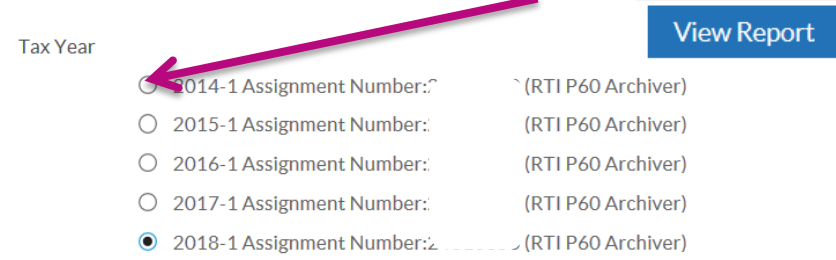 View Report
Tax Year
2014-1 Assignment Number: (RTI P60 Archiver)
2015-1 Assignment Number: (RTI P60 Archiver)
2016-1 Assignment Number: (RTI P60 Archiver)
2017-1 Assignment Number: (RTI P60 Archiver)
2018-1 Assignment Number: (RTI P60 Archiver)